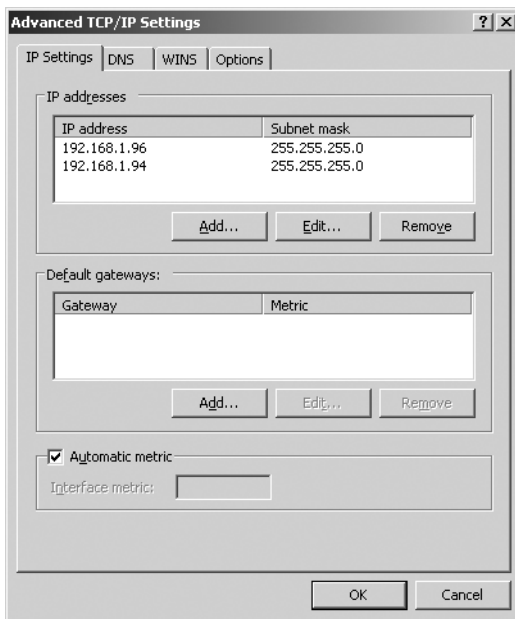 Advanced TCP/IP Settings
IP Settings DNS WINS Options
IP addresses
IP address Subnet mask
192.168.1.96 255.255.255.0
192.168.1.94 255.255.255.0
Add... Edit... Remove
Default gateways:
Gateway Metric
Add... Edit... Remove
Automatic metric
Interface metric:
OK Cancel